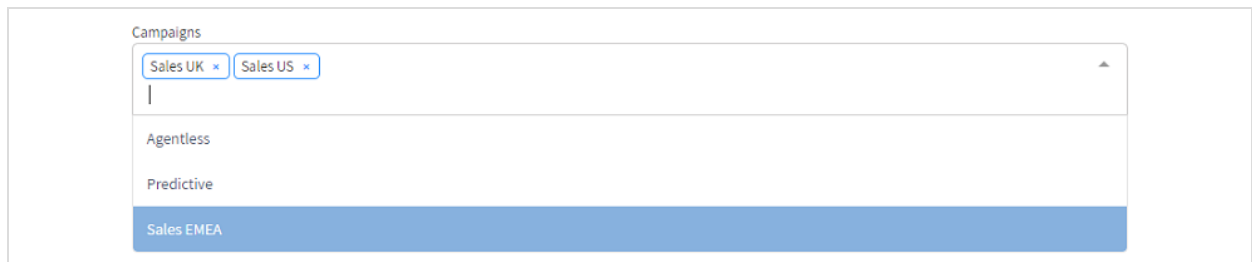 Campaigns
Sales UK × Sales US ×
Agentless
Predictive
Sales EMEA